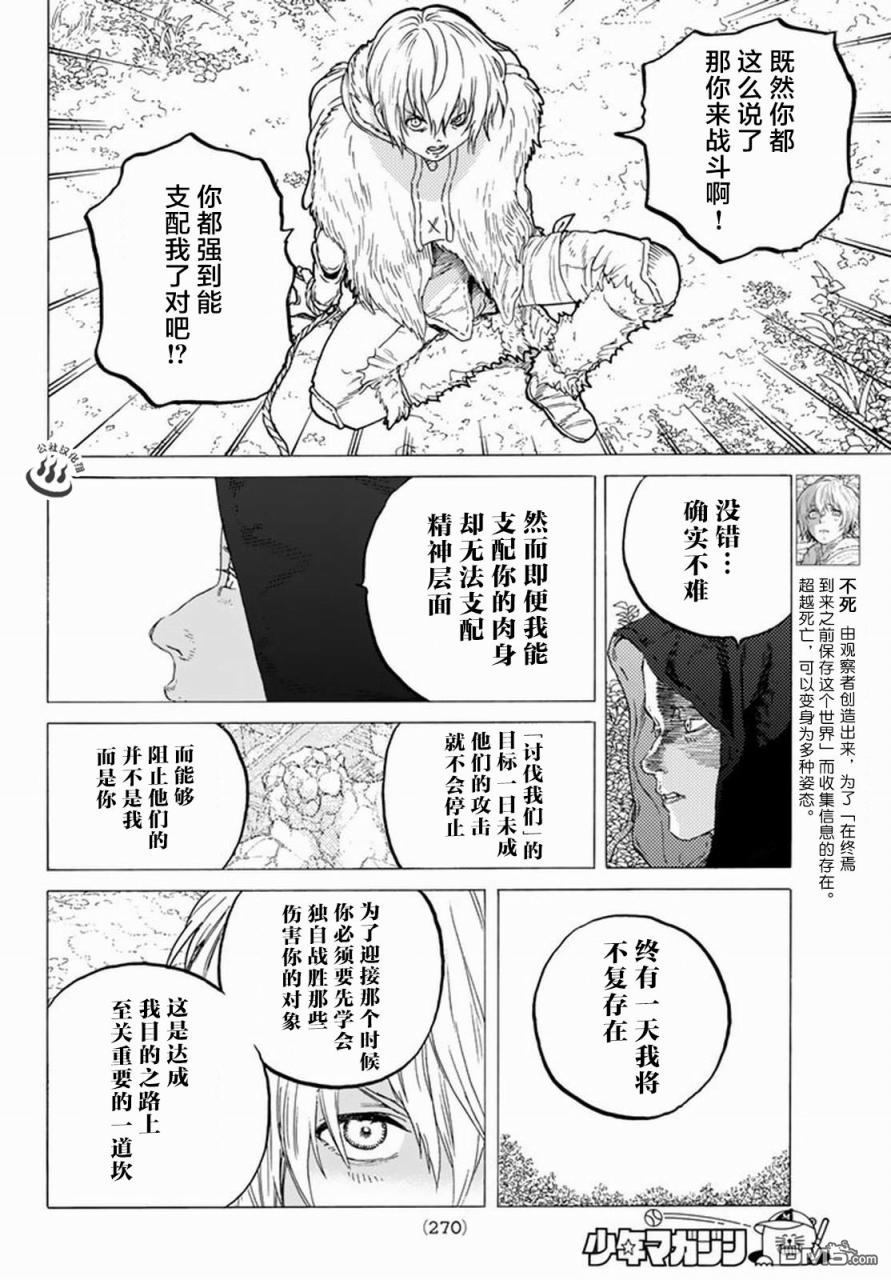 既然你都
这么说了
那你来战斗啊！
你都强到能
支配我了对吧!?
公社汉化组
没错…
确实不难
然而即便我能
支配你的肉身
却无法支配
精神层面
不死 由观察者创造出来，为了「在终焉
到来之前保存这个世界」而收集信息的存在。
超越死亡，可以变身为多种姿态。
「讨伐我们」的
目标一日未成
他们的攻击
就不会停止
而能够
阻止他们的
并不是我
而是你
终有一天我将
不复存在
为了迎接那个时候
你必须要先学会
独自战胜那些
伤害你的对象
这是达成
我目的之路上
至关重要的一道坎
(270)
少年マガジン
DM5.com